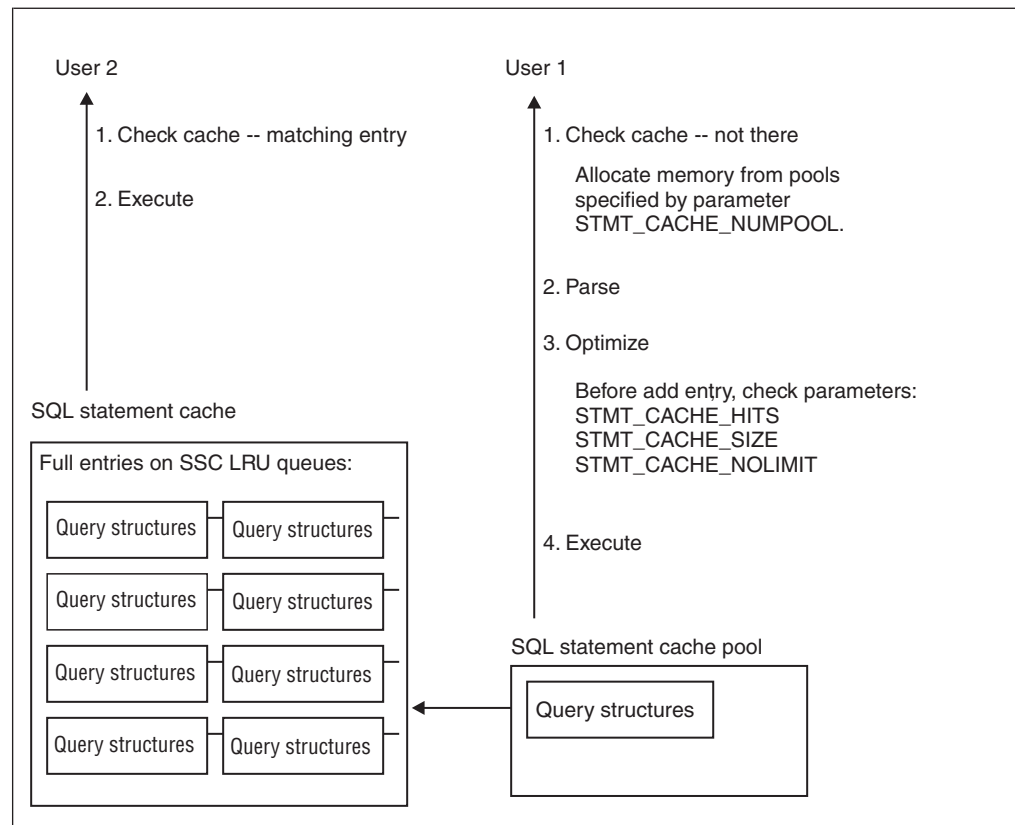 User 2
1. Check cache -- matching entry
2. Execute
SQL statement cache
Full entries on SSC LRU queues:
Query structures
Query structures
Query structures
Query structures
Query structures
Query structures
Query structures
Query structures
User 1
1. Check cache -- not there
Allocate memory from pools
specified by parameter
STMT_CACHE_NUMPOOL.
2. Parse
3. Optimize
Before add entry, check parameters:
STMT_CACHE_HITS
STMT_CACHE_SIZE
STMT_CACHE_NOLIMIT
4. Execute
SQL statement cache pool
Query structures